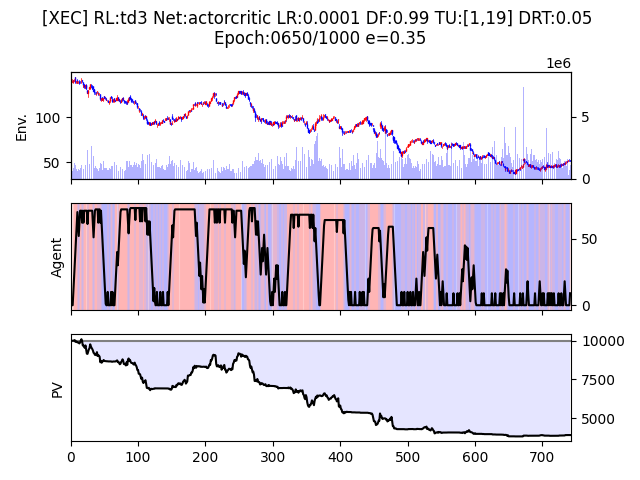 [XEC] RL:td3 Net:actorcritic LR:0.0001 DF:0.99 TU:[1,19] DRT:0.05
Epoch:0650/1000 e=0.35
1e6
Env.
100
50
5
0
Agent
50
0
PV
10000
7500
5000
0 100 200 300 400 500 600 700